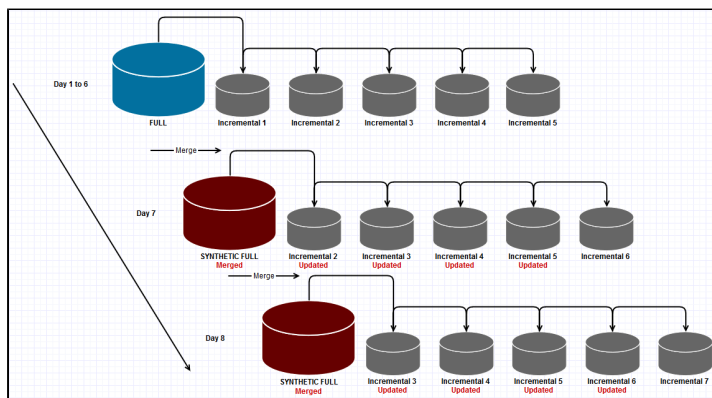 Day 1 to 6
FULL
Incremental 1
Incremental 2
Incremental 3
Incremental 4
Incremental 5
Merge
Day 7
SYNTHETIC FULL
Merged
Incremental 2
Updated
Incremental 3
Updated
Incremental 4
Updated
Incremental 5
Updated
Incremental 6
Merge
Day 8
SYNTHETIC FULL
Merged
Incremental 3
Updated
Incremental 4
Updated
Incremental 5
Updated
Incremental 6
Updated
Incremental 7